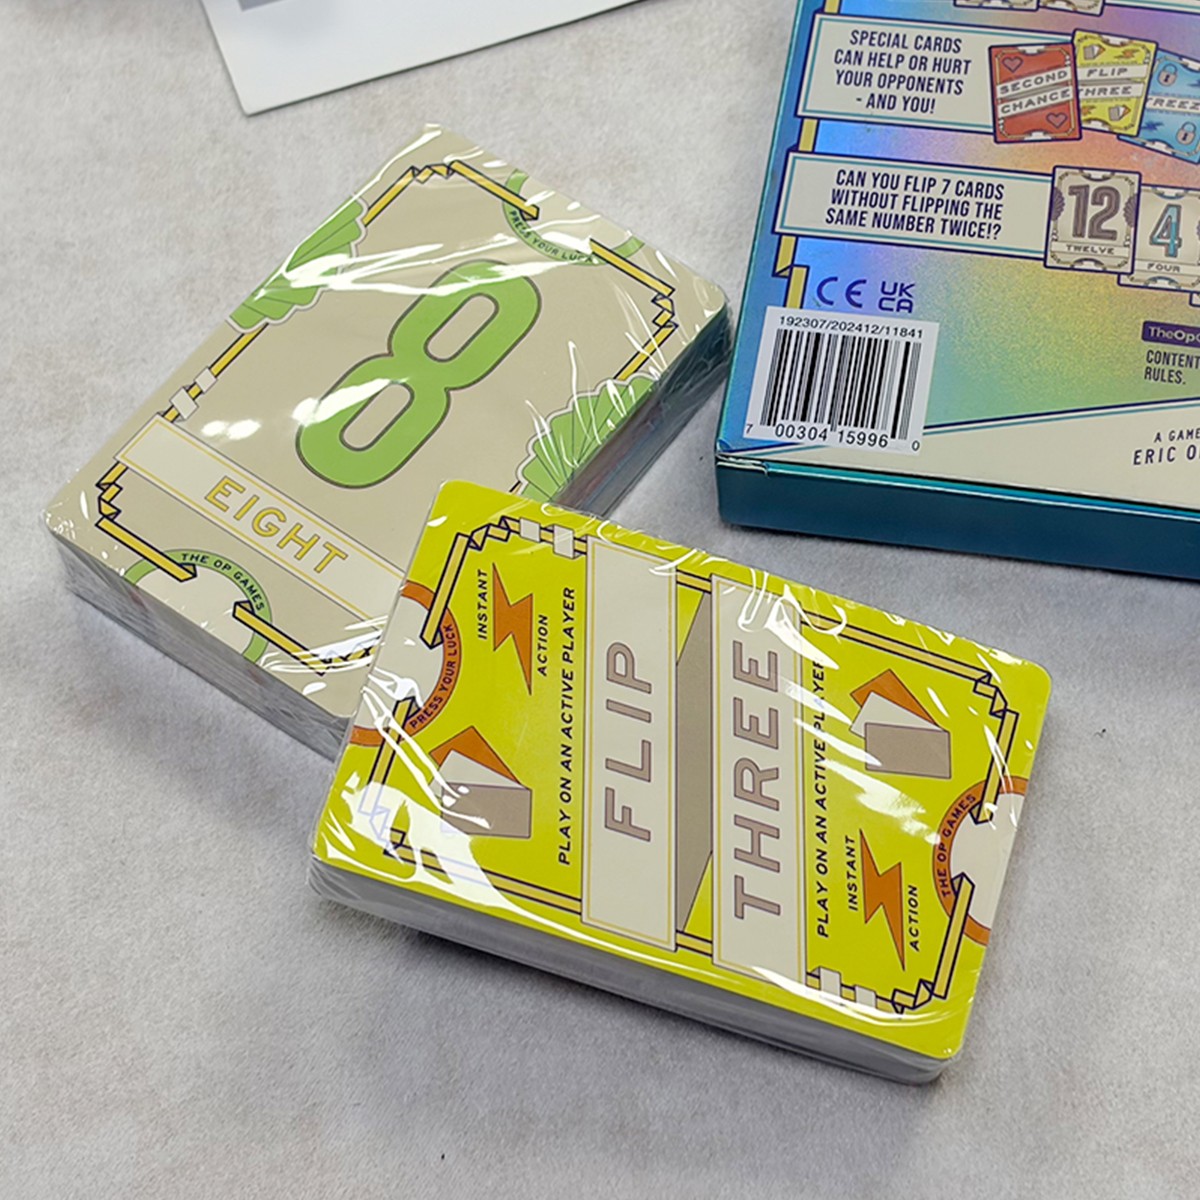 SPECIAL CARDS
CAN HELP OR HURT
YOUR OPPONENTS
- AND YOU!
SECOND
CHANCE
FLIP
THREE
CAN YOU FLIP 7 CARDS
WITHOUT FLIPPING THE
SAME NUMBER TWICE!?
12
TWELVE
4
FOUR
CE UK
CA
192307/202412/11841
7 00304 15996 0
RULES.
A GAME
PRESS YOUR LUCK
8
EIGHT
THE OP GAMES
INSTANT
ACTION
PRESS YOUR LUCK
PLAY ON AN ACTIVE PLAYER
FLIP
THREE
PLAY ON AN ACTIVE PLAYER
INSTANT
ACTION
THE OP GAMES